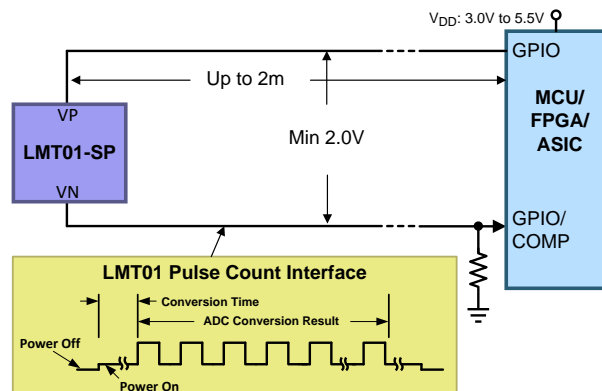 V_DD: 3.0V to 5.5V
GPIO
Up to 2m
MCU/
FPGA/
ASIC
VP
LMT01-SP
VN
Min 2.0V
GPIO/
COMP
LMT01 Pulse Count Interface
Conversion Time
ADC Conversion Result
Power Off
Power On